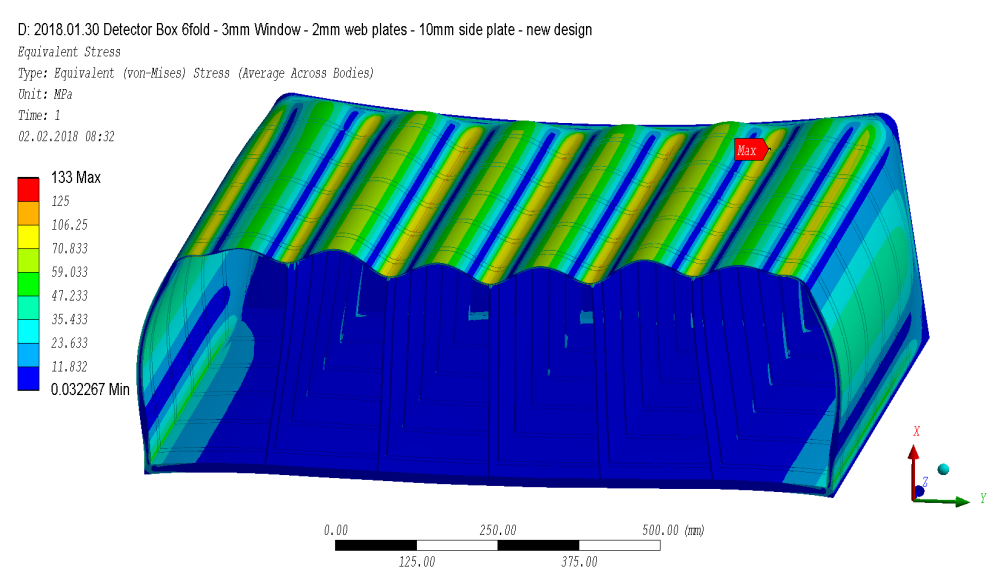 D: 2018.01.30 Detector Box 6fold - 3mm Window - 2mm web plates - 10mm side plate - new design
Equivalent Stress
Type: Equivalent (von-Mises) Stress (Average Across Bodies)
Unit: MPa
Time: 1
02.02.2018 08:32
133 Max
125
106.25
70.833
59.033
47.233
35.433
23.633
11.832
0.032267 Min
Max
X
Z
Y
0.00 250.00 500.00 (mm)
125.00 375.00